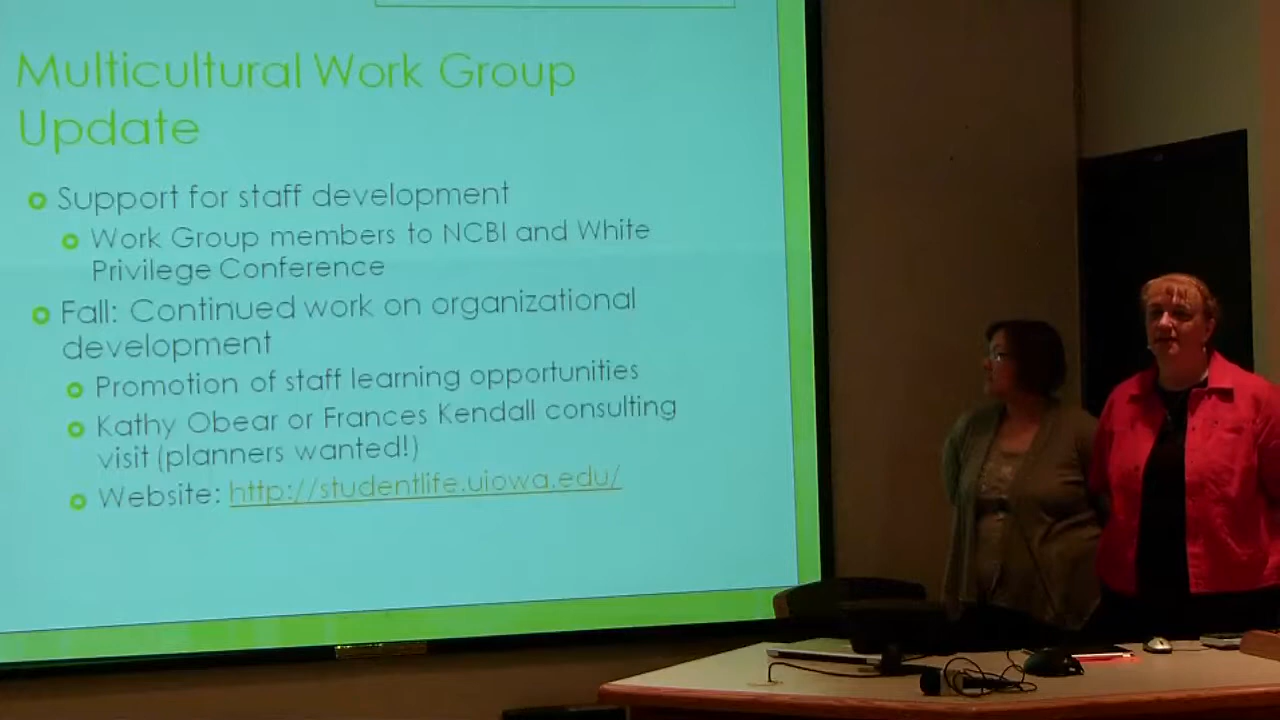 Multicultural Work Group
Update
Support for staff development
Work Group members to NCBI and White
Privilege Conference
Fall: Continued work on organizational
development
Promotion of staff learning opportunities
Kathy Obear or Frances Kendall consulting
visit (planners wanted!)
Website: http://studentlife.uiowa.edu/